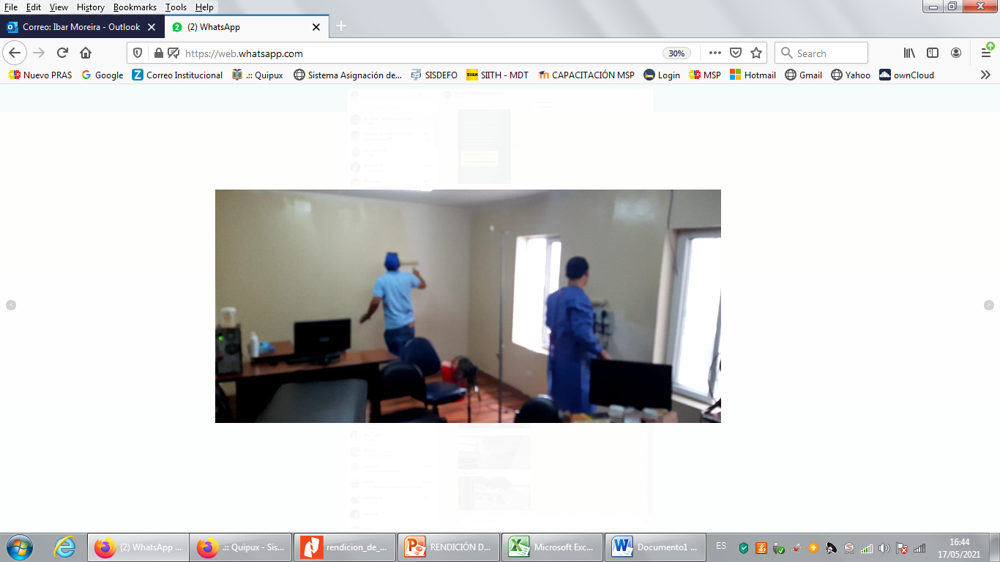 File Edit View History Bookmarks Tools Help
Correo: Ibar Moreira - Outlook
(2) WhatsApp
https://web.whatsapp.com
30%
Search
Nuevo PRAS
Google
Correo Institucional
.:: Quipux
Sistema Asignación de...
SISDEFO
SIITH - MDT
CAPACITACIÓN MSP
Login
MSP
Hotmail
Gmail
Yahoo
ownCloud
(2) WhatsApp ...
.:: Quipux - Sis...
rendicion_de_...
RENDICIÓN D...
Microsoft Exc...
Documento1 ...
ES
16:44
17/05/2021